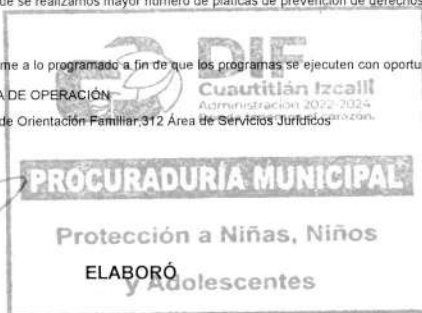 que se realizamos mayor número de pláticas de prevención de derechos
me a lo programado a fin de que los programas se ejecuten con oportu
DIF
Cuautitlán Izcalli
A DE OPERACIÓN
Administración 2022-2024
de Orientación Familiar,312 Área de Servicios Jurídicos
corazón.
PROCURADURÍA MUNICIPAL
Protección a Niñas, Niños
ELABORÓ
y Adolescentes